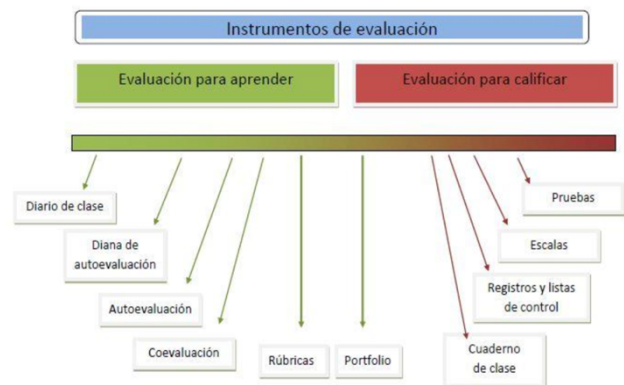 Instrumentos de evaluación
Evaluación para aprender
Evaluación para calificar
Diario de clase
Diana de
autoevaluación
Autoevaluación
Coevaluación
Rúbricas
Portfolio
Pruebas
Escalas
Registros y listas
de control
Cuaderno
de clase